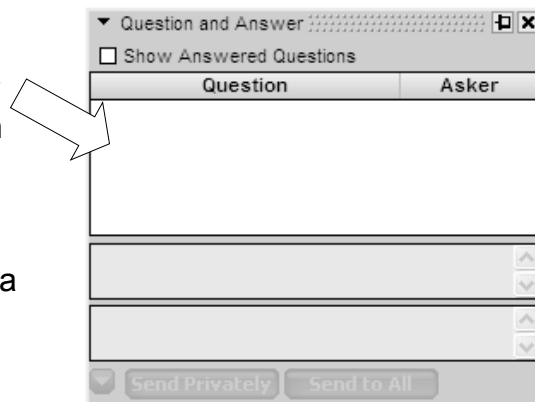 Question and Answer
Show Answered Questions
Question Asker
a
Send Privately Send to All